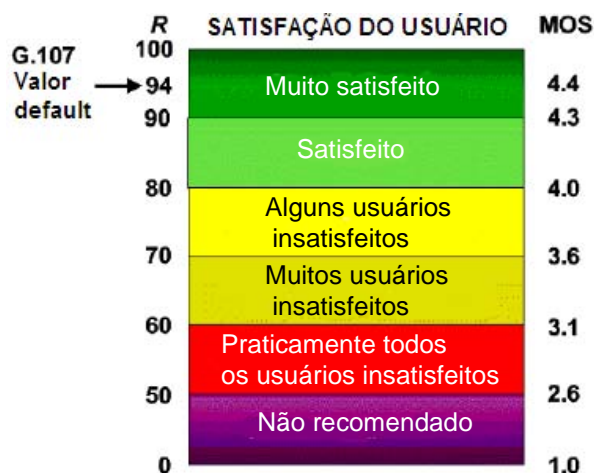 R SATISFAÇÃO DO USUÁRIO MOS
100
G.107
Valor
default
94 Muito satisfeito 4.4
90 4.3
Satisfeito
80 4.0
Alguns usuários
insatisfeitos
70 3.6
Muitos usuários
insatisfeitos
60 3.1
Praticamente todos
os usuários insatisfeitos
50 2.6
Não recomendado
0 1.0